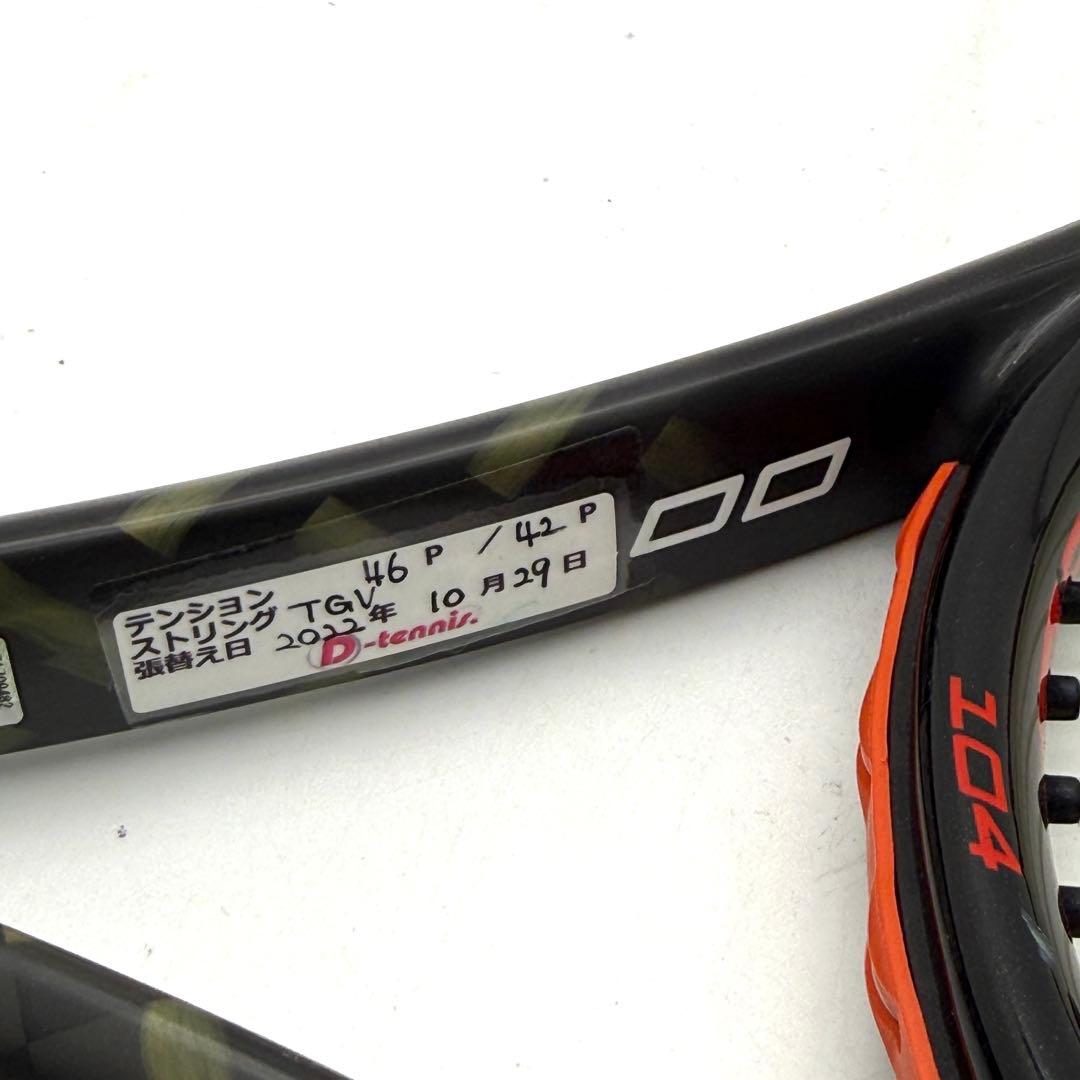 テンション 46 P / 42 P
ストリング TGV
張替え日 2022年 10月29日
D-tennis.
104